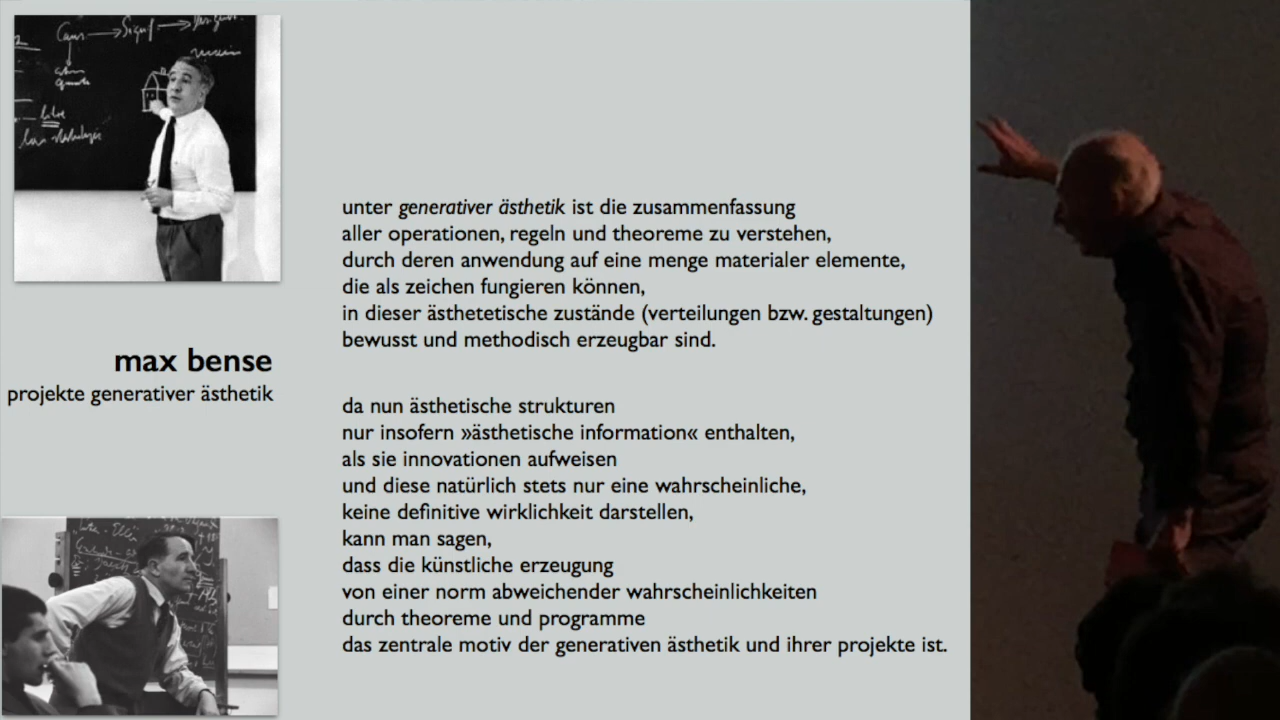 max bense
projekte generativer ästhetik
unter generativer ästhetik ist die zusammenfassung
aller operationen, regeln und theoreme zu verstehen,
durch deren anwendung auf eine menge materialer elemente,
die als zeichen fungieren können,
in dieser ästhetetische zustände (verteilungen bzw. gestaltungen)
bewusst und methodisch erzeugbar sind.
da nun ästhetische strukturen
nur insofern »ästhetische information« enthalten,
als sie innovationen aufweisen
und diese natürlich stets nur eine wahrscheinliche,
keine definitive wirklichkeit darstellen,
kann man sagen,
dass die künstliche erzeugung
von einer norm abweichender wahrscheinlichkeiten
durch theoreme und programme
das zentrale motiv der generativen ästhetik und ihrer projekte ist.